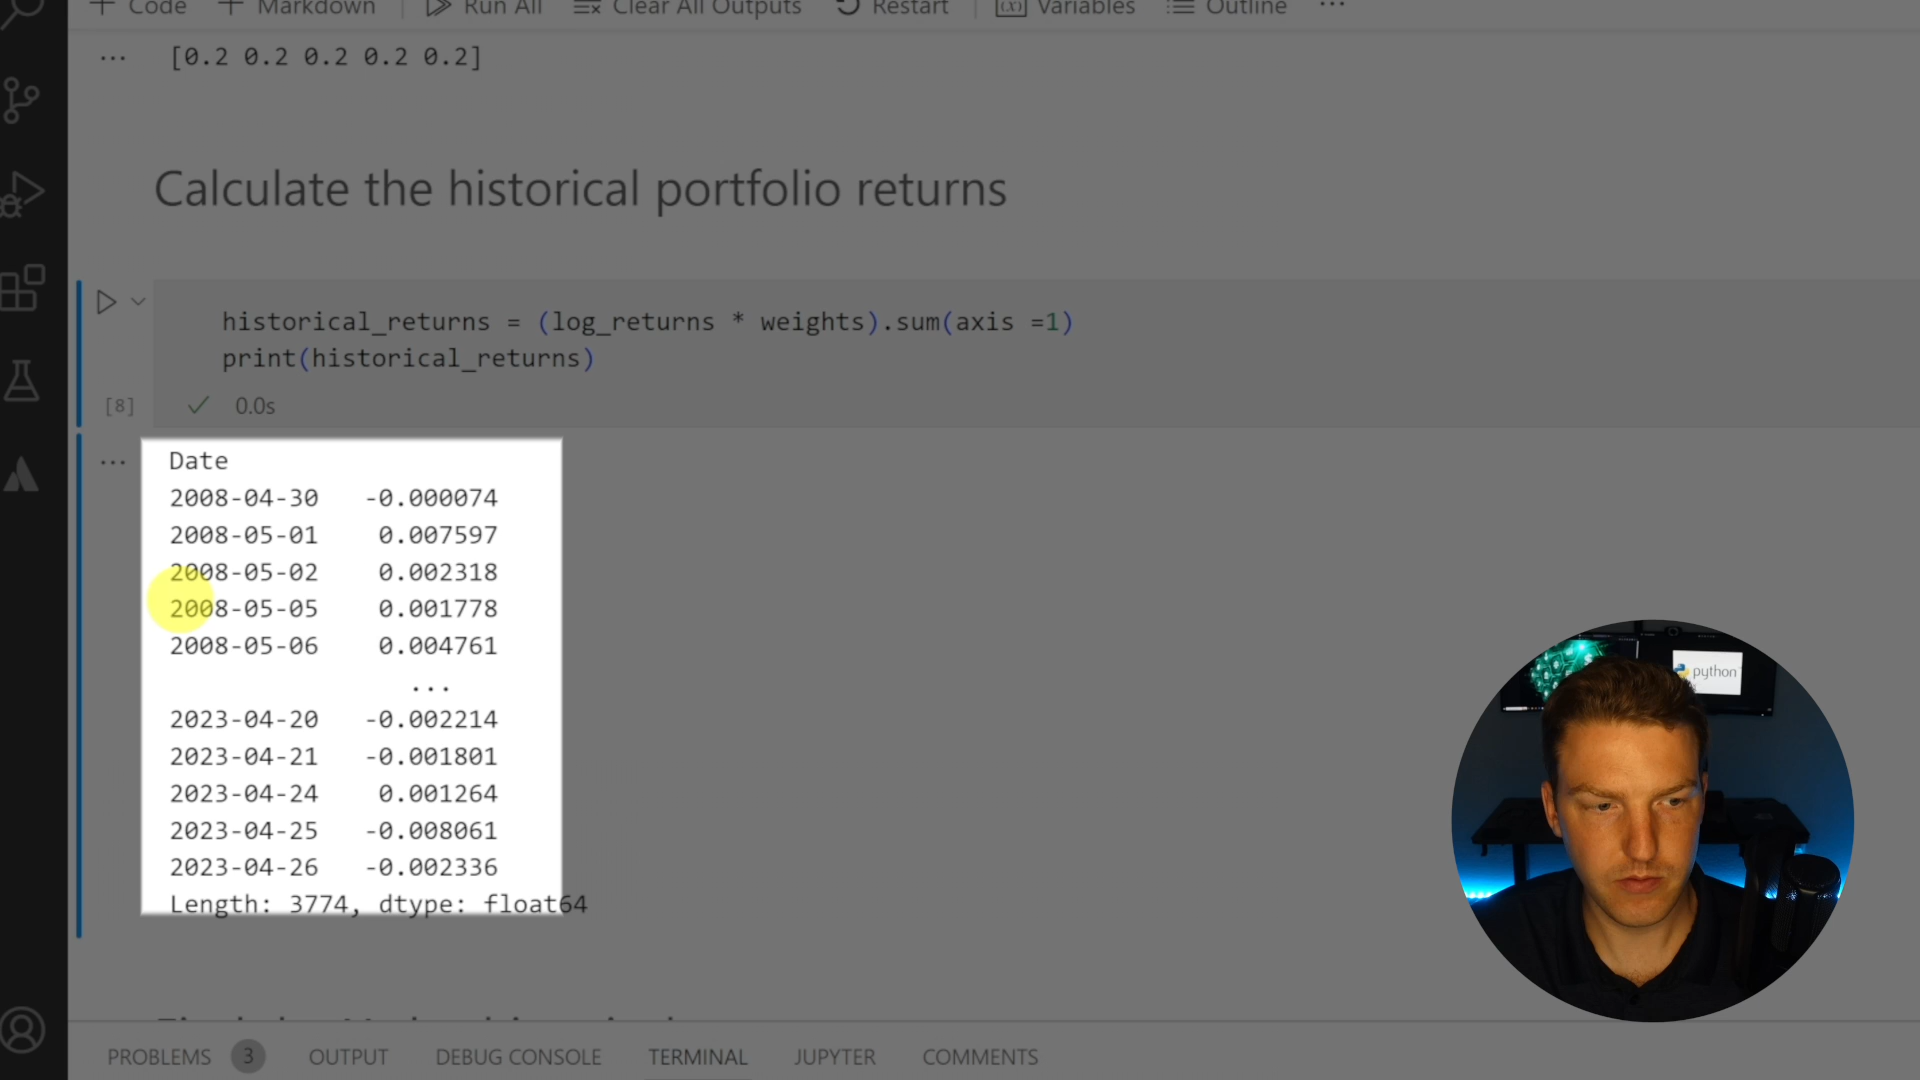 Code Markdown Run All Clear All Outputs Restart Variables Outline ...
... [0.2 0.2 0.2 0.2 0.2]
Calculate the historical portfolio returns
historical_returns = (log_returns * weights).sum(axis =1)
print(historical_returns)
[8] 0.0s
... Date
2008-04-30 -0.000074
2008-05-01 0.007597
2008-05-02 0.002318
2008-05-05 0.001778
2008-05-06 0.004761
...
2023-04-20 -0.002214
2023-04-21 -0.001801
2023-04-24 0.001264
2023-04-25 -0.008061
2023-04-26 -0.002336
Length: 3774, dtype: float64
python
PROBLEMS 3 OUTPUT DEBUG CONSOLE TERMINAL JUPYTER COMMENTS